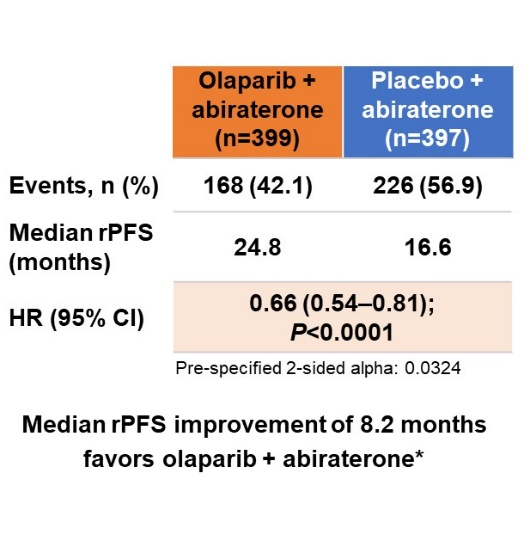 Olaparib +
abiraterone
(n=399)
Placebo +
abiraterone
(n=397)
Events, n (%) 168 (42.1) 226 (56.9)
Median rPFS
(months) 24.8 16.6
HR (95% CI) 0.66 (0.54–0.81);
P<0.0001
Pre-specified 2-sided alpha: 0.0324
Median rPFS improvement of 8.2 months
favors olaparib + abiraterone*